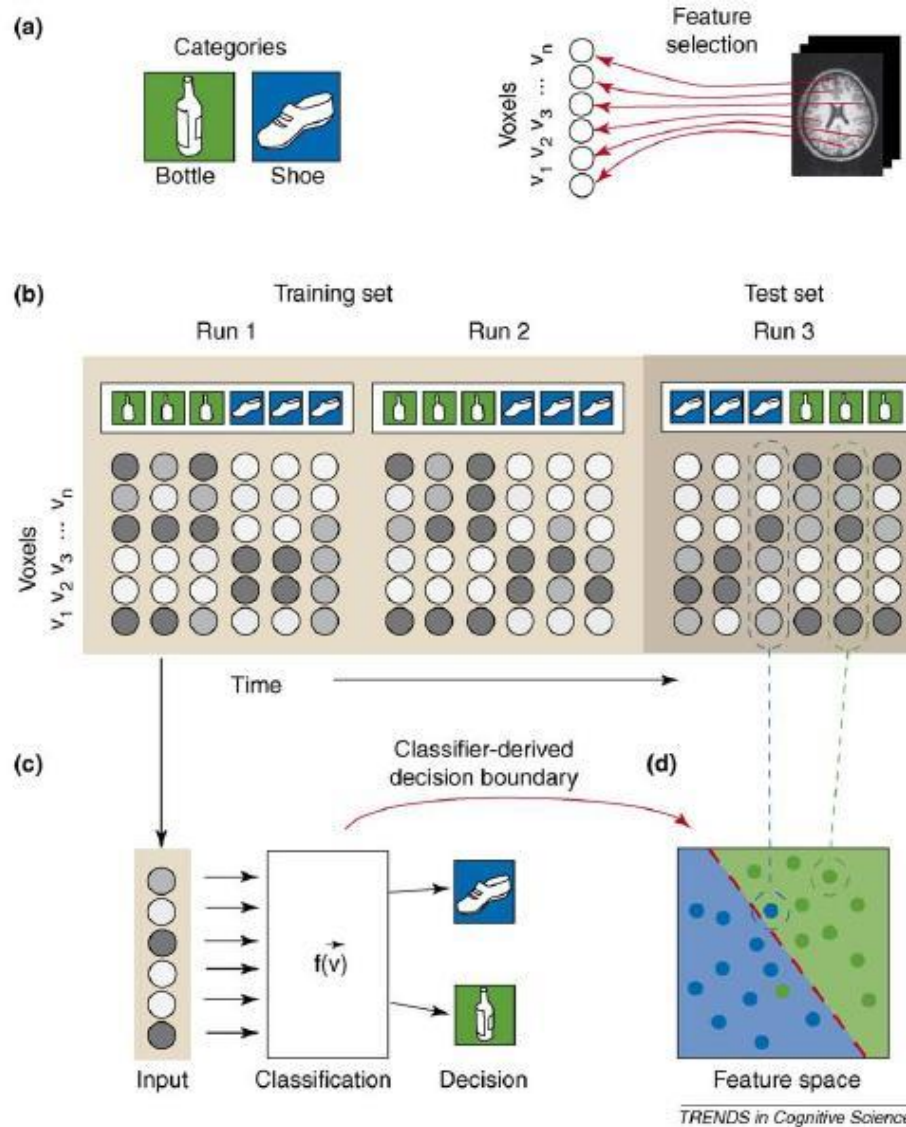 (a)
Categories
Bottle
Shoe
Feature
selection
Voxels
v1 v2 v3 ... vn
(b)
Training set
Test set
Run 1
Run 2
Run 3
Voxels
v1 v2 v3 ... vn
Time
(c)
Classifier-derived
decision boundary
(d)
f(v)
Input
Classification
Decision
Feature space
TRENDS in Cognitive Science